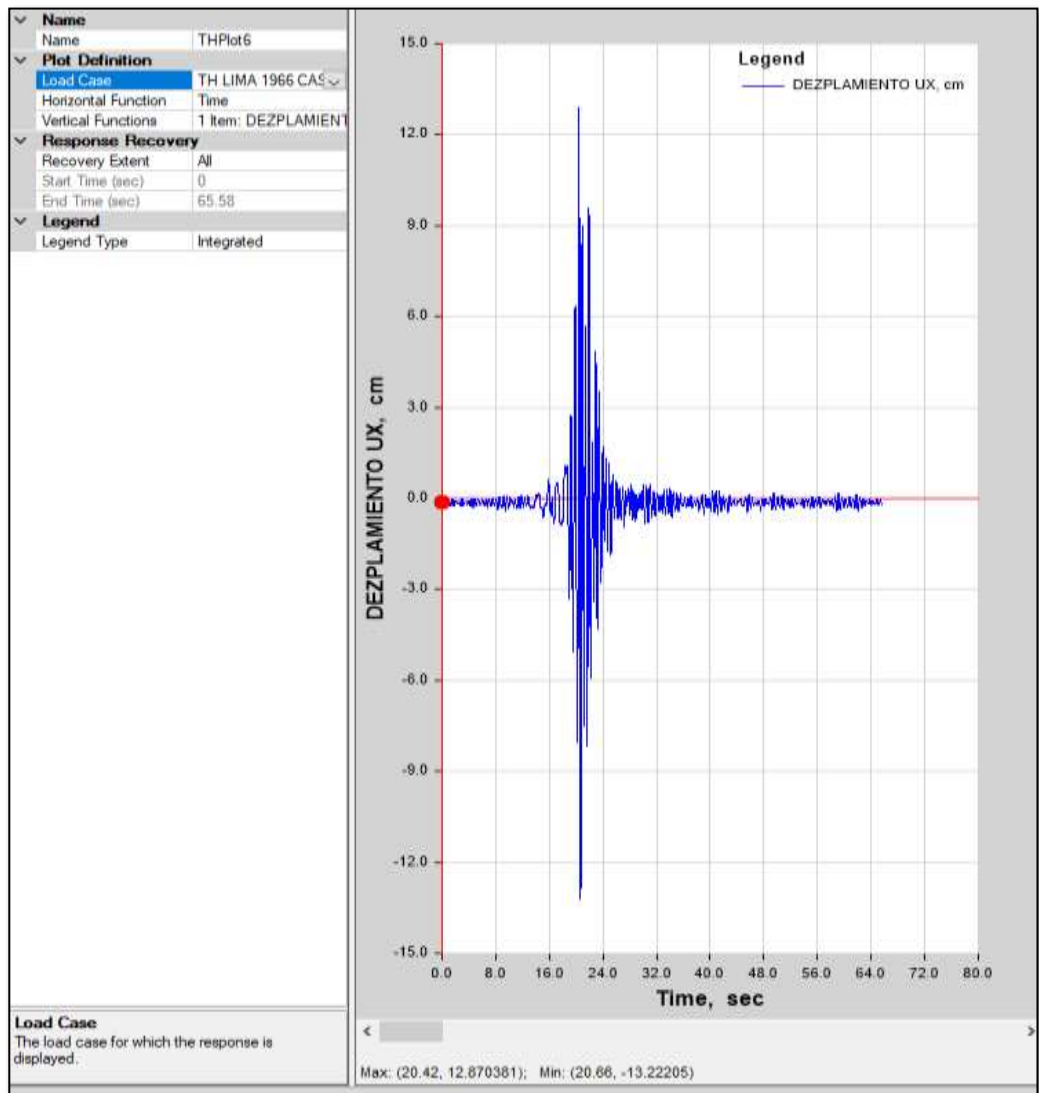 Name
Name THPlot6
Plot Definition
Load Case TH LIMA 1966 CAS
Horizontal Function Time
Vertical Functions 1 Item: DEZPLAMIENT
Response Recovery
Recovery Extent All
Start Time (sec) 0
End Time (sec) 65.58
Legend
Legend Type Integrated
Load Case
The load case for which the response is
displayed.
Legend
DEZPLAMIENTO UX, cm
DEZPLAMIENTO UX, cm
15.0
12.0
9.0
6.0
3.0
0.0
-3.0
-6.0
-9.0
-12.0
-15.0
0.0 8.0 16.0 24.0 32.0 40.0 48.0 56.0 64.0 72.0 80.0
Time, sec
Max: (20.42, 12.870381); Min: (20.66, -13.22205)